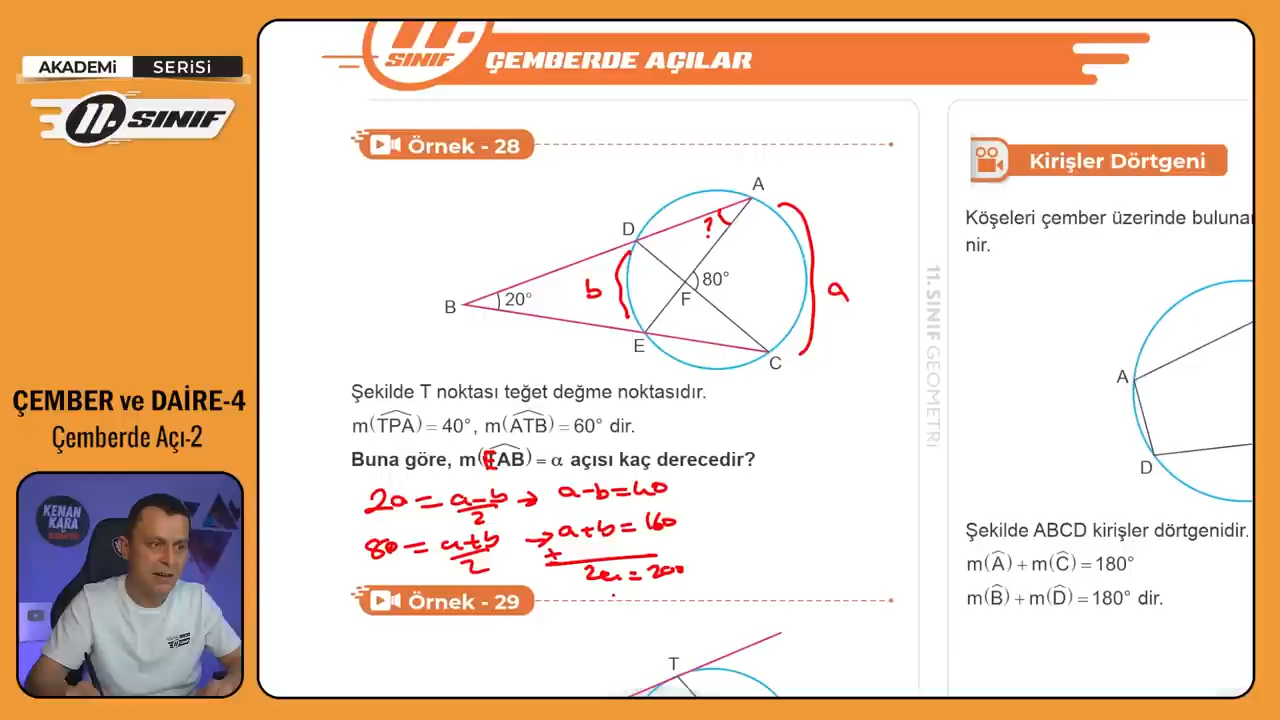 AKADEMİ SERİSİ
11. SINIF
ÇEMBER ve DAİRE-4
Çemberde Açı-2
KENAN
KARA
11. SINIF
11.
SINIF
ÇEMBERDE AÇILAR
Örnek - 28
A
D
?
80°
b
F
a
B
20°
E
C
Şekilde T noktası teğet değme noktasıdır.
m(TPA) = 40°, m(ATB) = 60° dir.
Buna göre, m(EAB) = α açısı kaç derecedir?
20 = a-b/2 → a-b=40
80 = a+b/2 → a+b=160
+
2a = 200
Örnek - 29
T
11. SINIF GEOMETRİ
Kirişler Dörtgeni
Köşeleri çember üzerinde buluna
nir.
A
D
Şekilde ABCD kirişler dörtgenidir.
m(A) + m(C) = 180°
m(B) + m(D) = 180° dir.